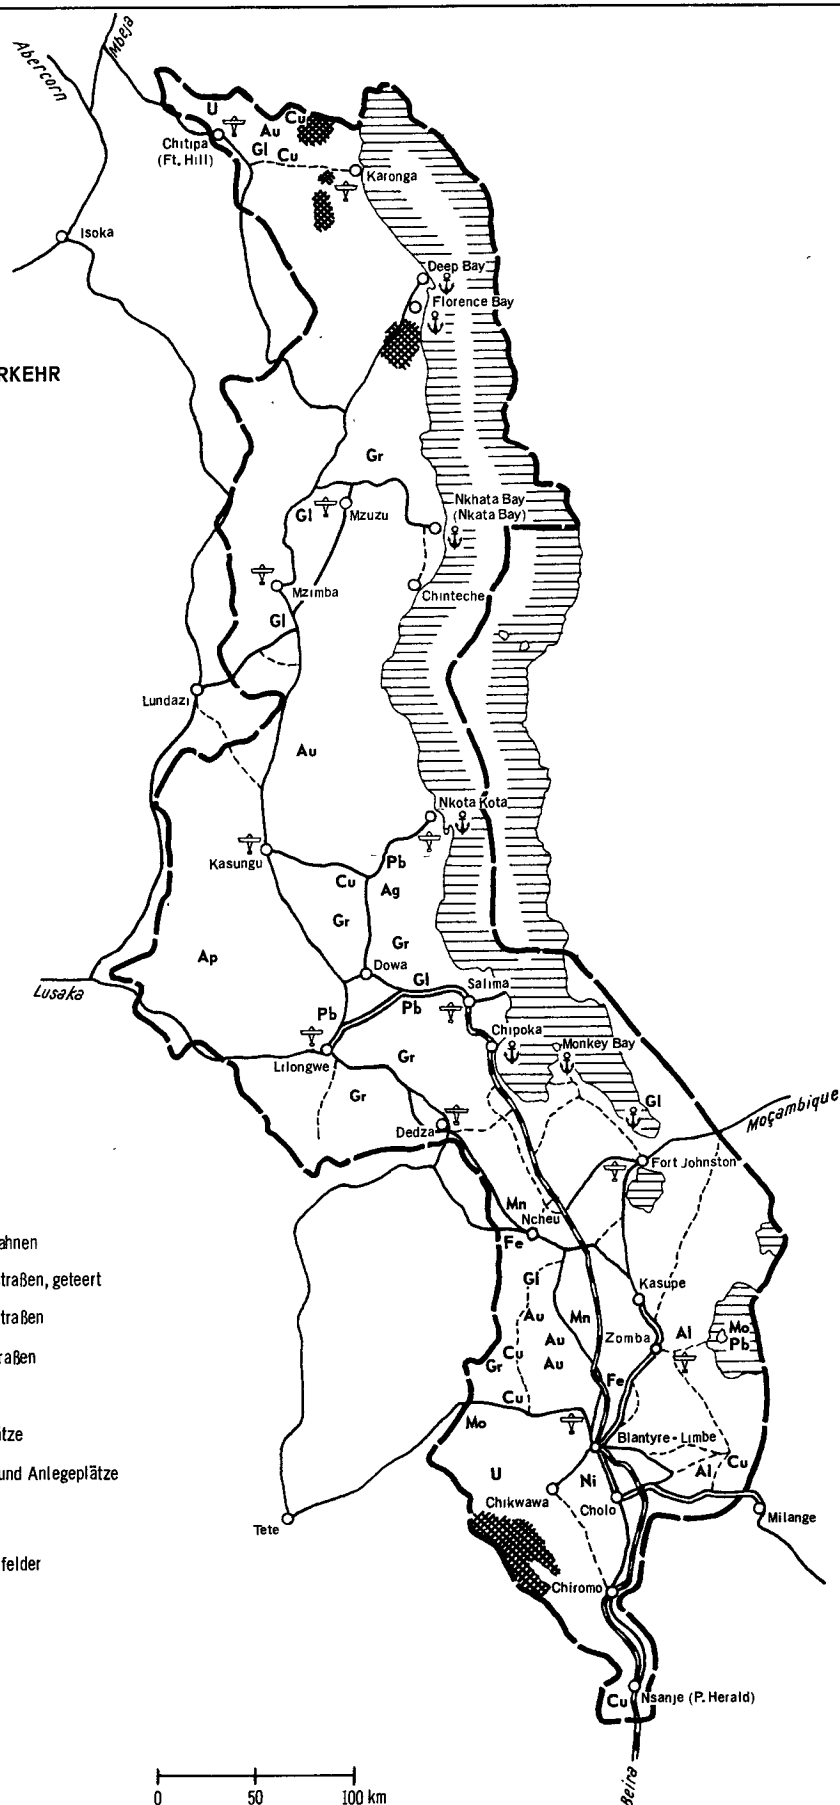 Mbeja
Abercorn
U
Cu
Au
Chitipa
(Ft. Hill)
Gl
Cu
Karonga
Isoka
Deep Bay
Florence Bay
RKEHR
Gr
Nkhata Bay
(Nkata Bay)
Gl
Mzuzu
Mzimba
Chinteche
Gl
Lundazi
Au
Nkota Kota
Kasungu
Pb
Cu
Ag
Gr
Gr
Ap
Dowa
Gl
Salima
Lusaka
Pb
Pb
Chipoka
Monkey Bay
Lilongwe
Gr
Gr
Gl
Moçambique
Dedza
Fort Johnston
Mn
Ncheu
ahnen
Fe
traßen, geteert
Gl
Kasupe
traßen
Au
Mn
Zomba
Al
Mo
Au
Pb
raßen
Cu
Au
Gr
Fe
Cu
Mo
ätze
Blantyre-Limbe
Cu
und Anlegeplätze
U
Ni
Al
Chikwawa
Cholo
Milange
Tete
felder
Chiromo
Cu
Nsanje (P. Herald)
Beira
0 50 100 km